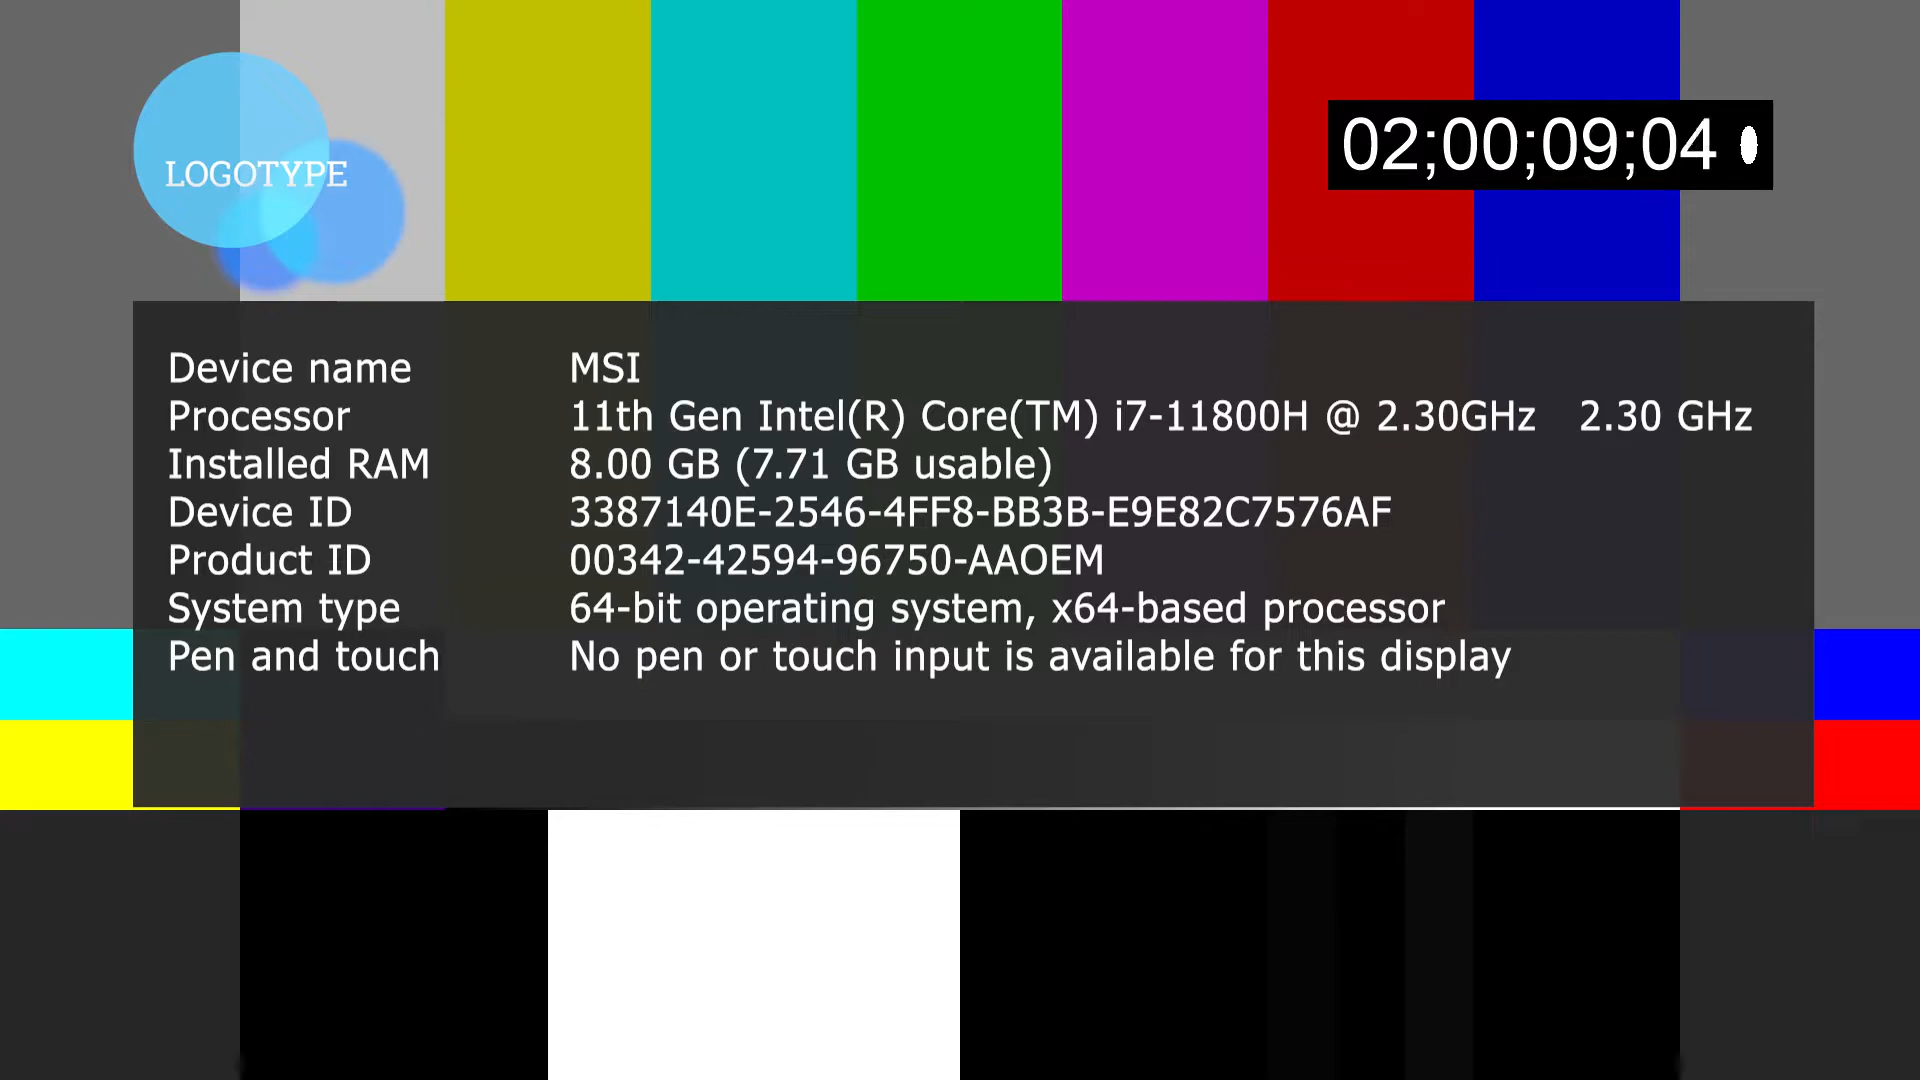 LOGOTYPE
02;00;09;04
Device name MSI
Processor 11th Gen Intel(R) Core(TM) i7-11800H @ 2.30GHz 2.30 GHz
Installed RAM 8.00 GB (7.71 GB usable)
Device ID 3387140E-2546-4FF8-BB3B-E9E82C7576AF
Product ID 00342-42594-96750-AAOEM
System type 64-bit operating system, x64-based processor
Pen and touch No pen or touch input is available for this display